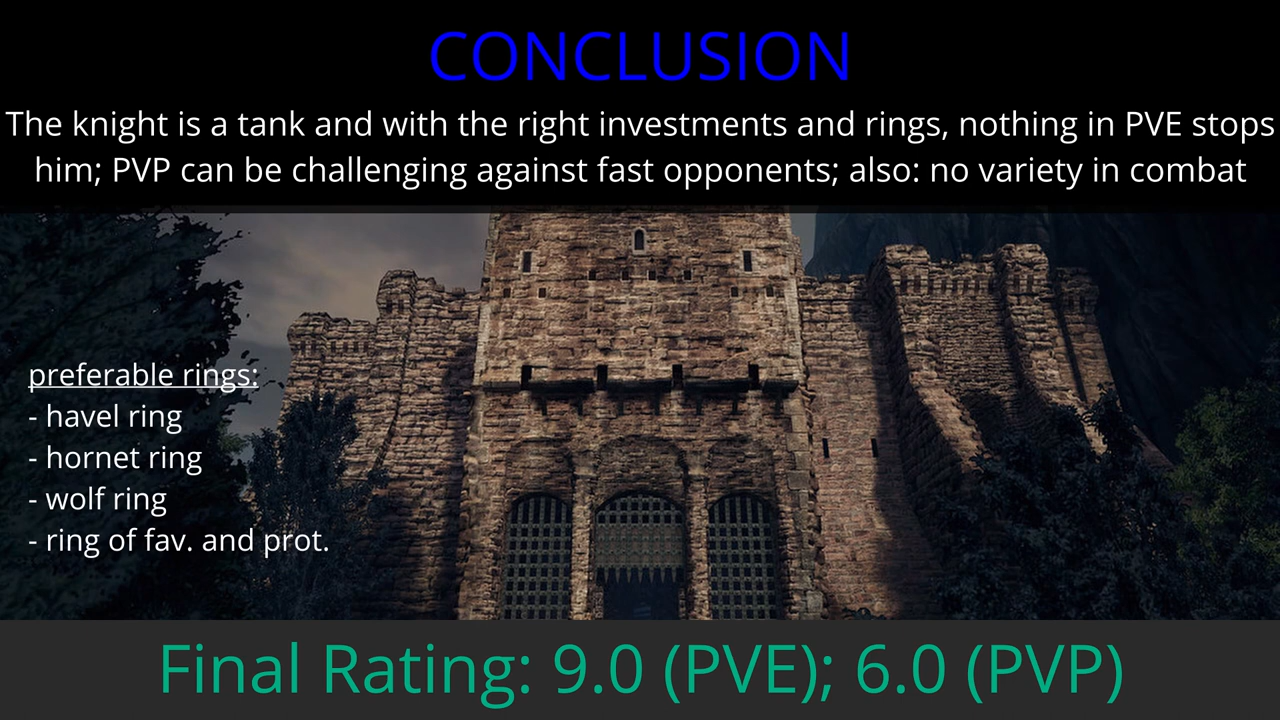 CONCLUSION
The knight is a tank and with the right investments and rings, nothing in PVE stops
him; PVP can be challenging against fast opponents; also: no variety in combat
preferable rings:
- havel ring
- hornet ring
- wolf ring
- ring of fav. and prot.
Final Rating: 9.0 (PVE); 6.0 (PVP)